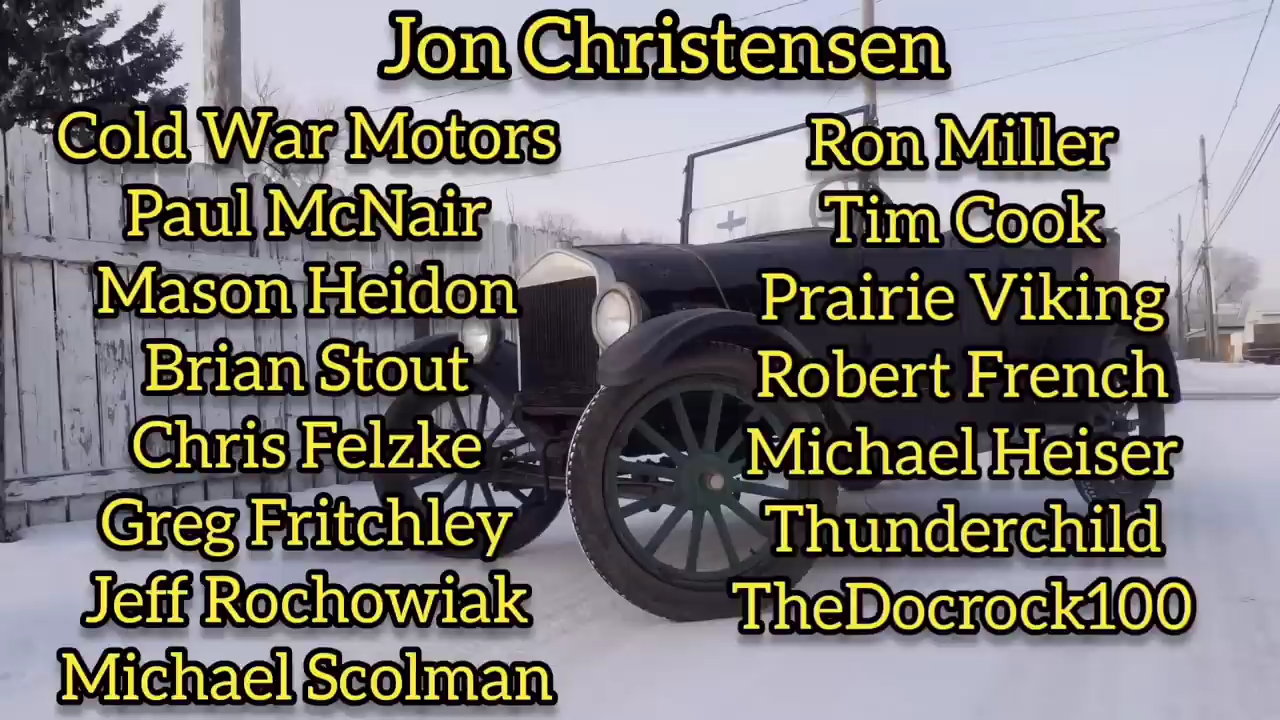 Jon Christensen
Cold War Motors
Paul McNair
Mason Heidon
Brian Stout
Chris Felzke
Greg Fritchley
Jeff Rochowiak
Michael Scolman
Ron Miller
Tim Cook
Prairie Viking
Robert French
Michael Heiser
Thunderchild
TheDocrock100